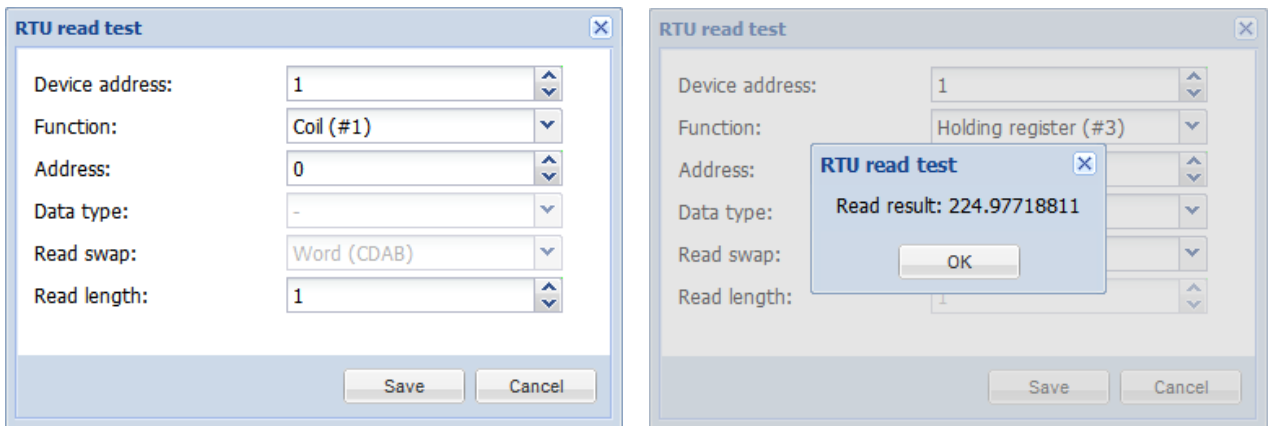 RTU read test
Device address: 1
Function: Coil (#1)
Address: 0
Data type: -
Read swap: Word (CDAB)
Read length: 1
Save Cancel
RTU read test
Device address: 1
Function: Holding register (#3)
Address:
Data type:
Read swap:
Read length: 1
RTU read test
Read result: 224.97718811
OK
Save Cancel